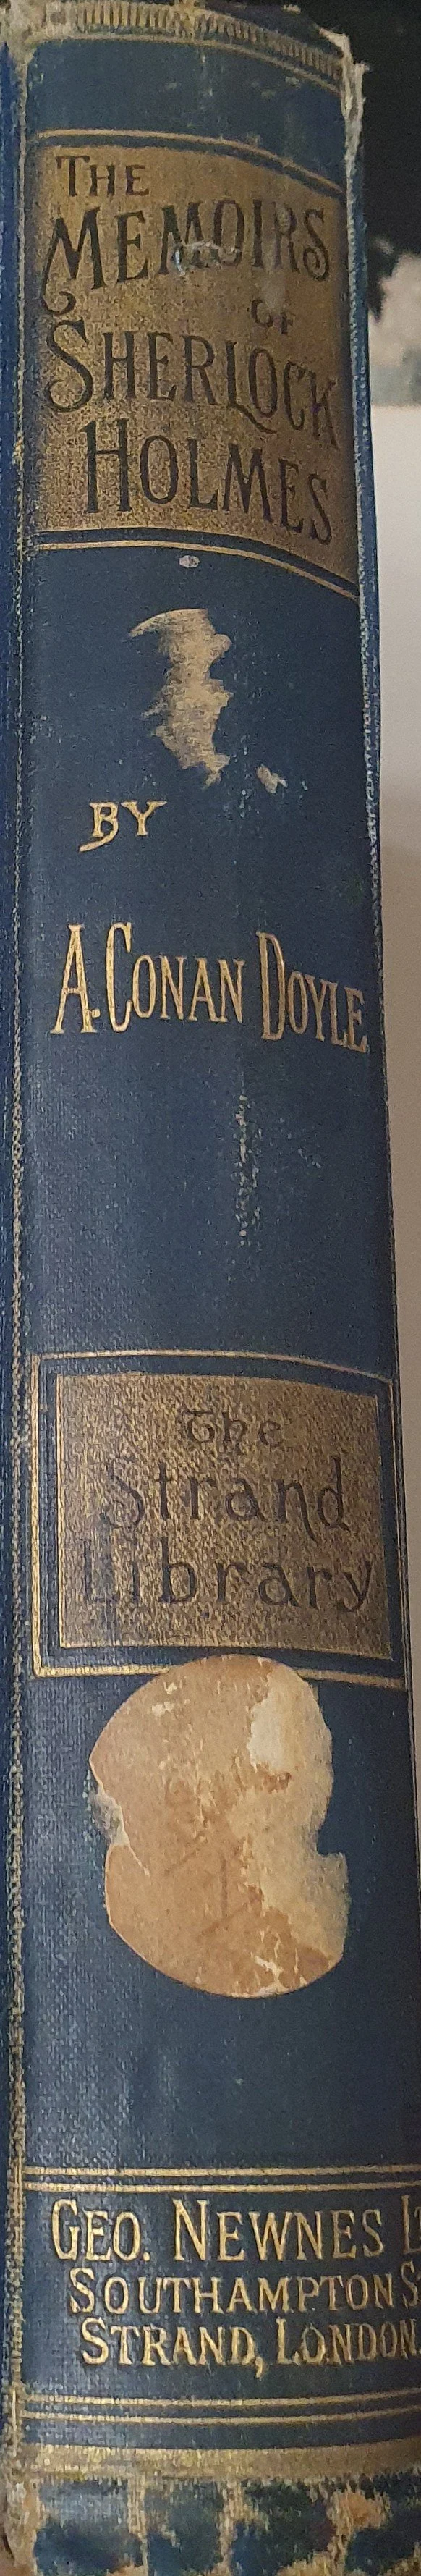 THE
MEMOIRS
OF
SHERLOCK
HOLMES
BY
A. CONAN DOYLE
The
Strand
Library
GEO. NEWNES
SOUTHAMPTON
STRAND, LONDON.